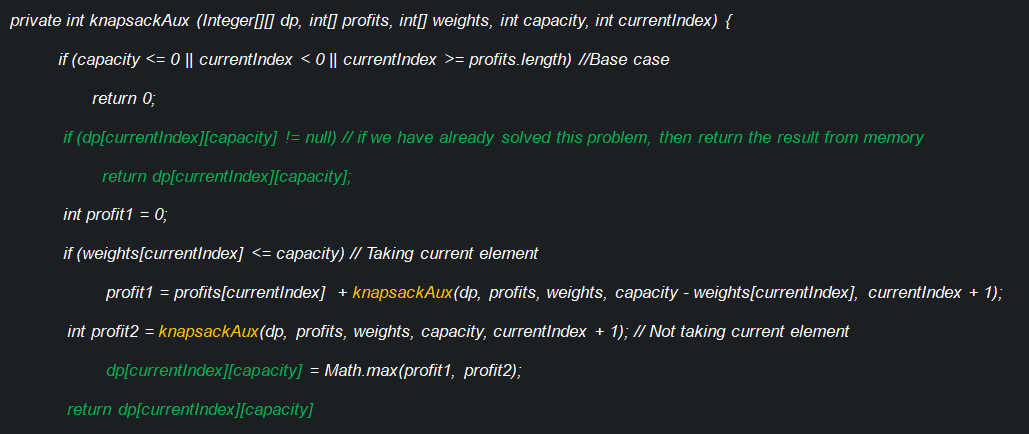 private int knapsackAux (Integer[][] dp, int[] profits, int[] weights, int capacity, int currentIndex) {
if (capacity <= 0 || currentIndex < 0 || currentIndex >= profits.length) //Base case
return 0;
if (dp[currentIndex][capacity] != null) // if we have already solved this problem, then return the result from memory
return dp[currentIndex][capacity];
int profit1 = 0;
if (weights[currentIndex] <= capacity) // Taking current element
profit1 = profits[currentIndex] + knapsackAux(dp, profits, weights, capacity - weights[currentIndex], currentIndex + 1);
int profit2 = knapsackAux(dp, profits, weights, capacity, currentIndex + 1); // Not taking current element
dp[currentIndex][capacity] = Math.max(profit1, profit2);
return dp[currentIndex][capacity]